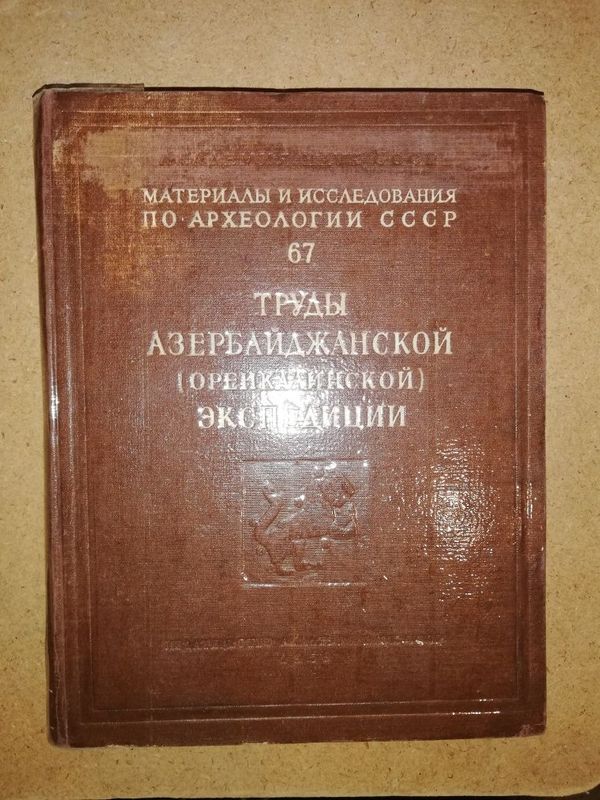 МАТЕРИАЛЫ И ИССЛЕДОВАНИЯ
ПО АРХЕОЛОГИИ СССР
67
ТРУДЫ
АЗЕРБАЙДЖАНСКОЙ
(ОРЕНКАЛИНСКОЙ)
ЭКСПЕДИЦИИ